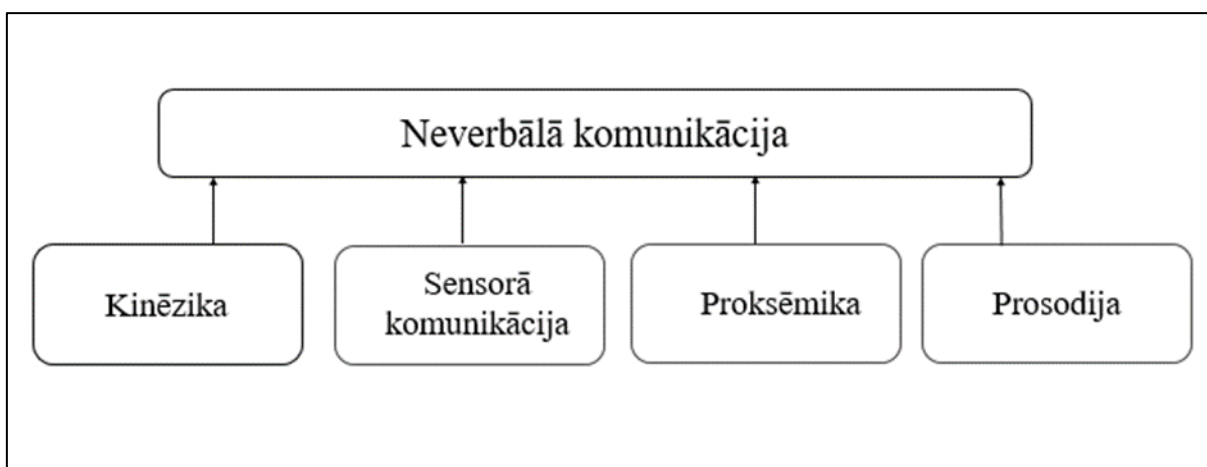 Neverbālā komunikācija
Kinēzika
Sensorā
komunikācija
Proksēmika
Prosodija